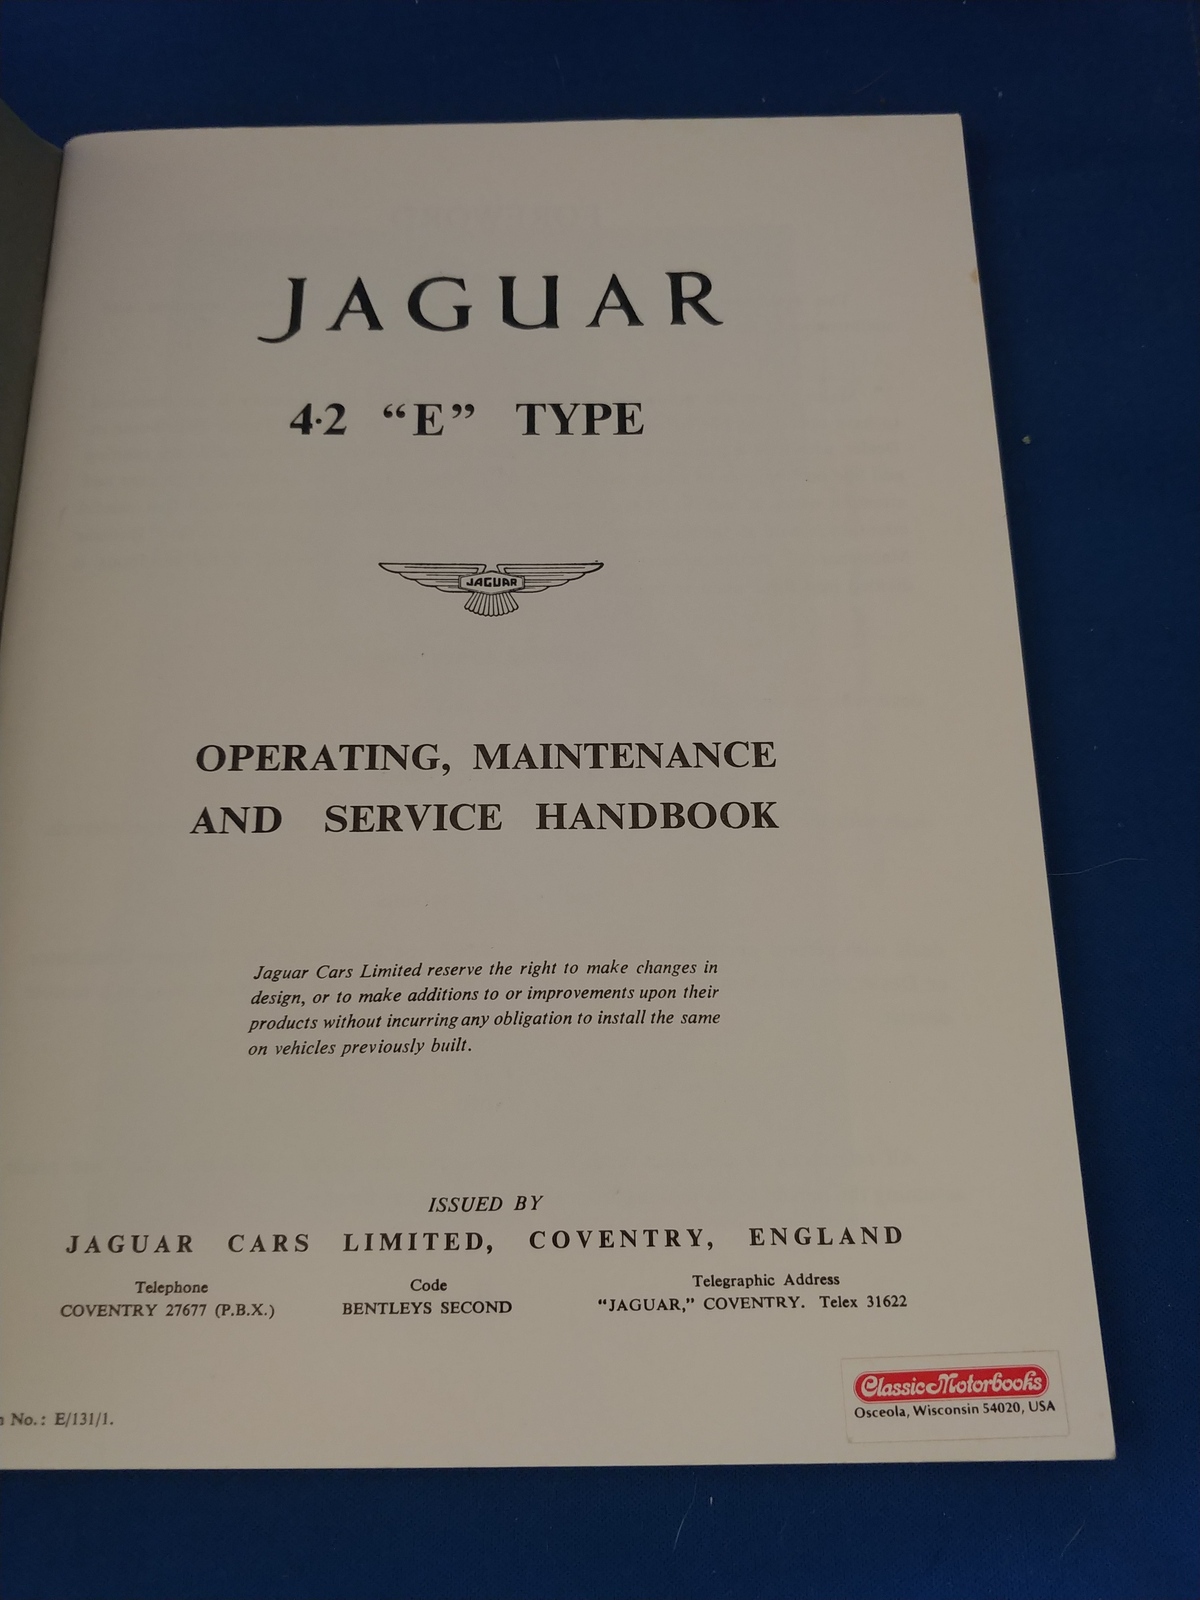 JAGUAR
4·2 “E” TYPE
JAGUAR
OPERATING, MAINTENANCE
AND SERVICE HANDBOOK
Jaguar Cars Limited reserve the right to make changes in
design, or to make additions to or improvements upon their
products without incurring any obligation to install the same
on vehicles previously built.
ISSUED BY
JAGUAR CARS LIMITED, COVENTRY, ENGLAND
Telephone Code Telegraphic Address
COVENTRY 27677 (P.B.X.) BENTLEYS SECOND “JAGUAR,” COVENTRY. Telex 31622
No.: E/131/1.
Classic Motorbooks
Osceola, Wisconsin 54020, USA